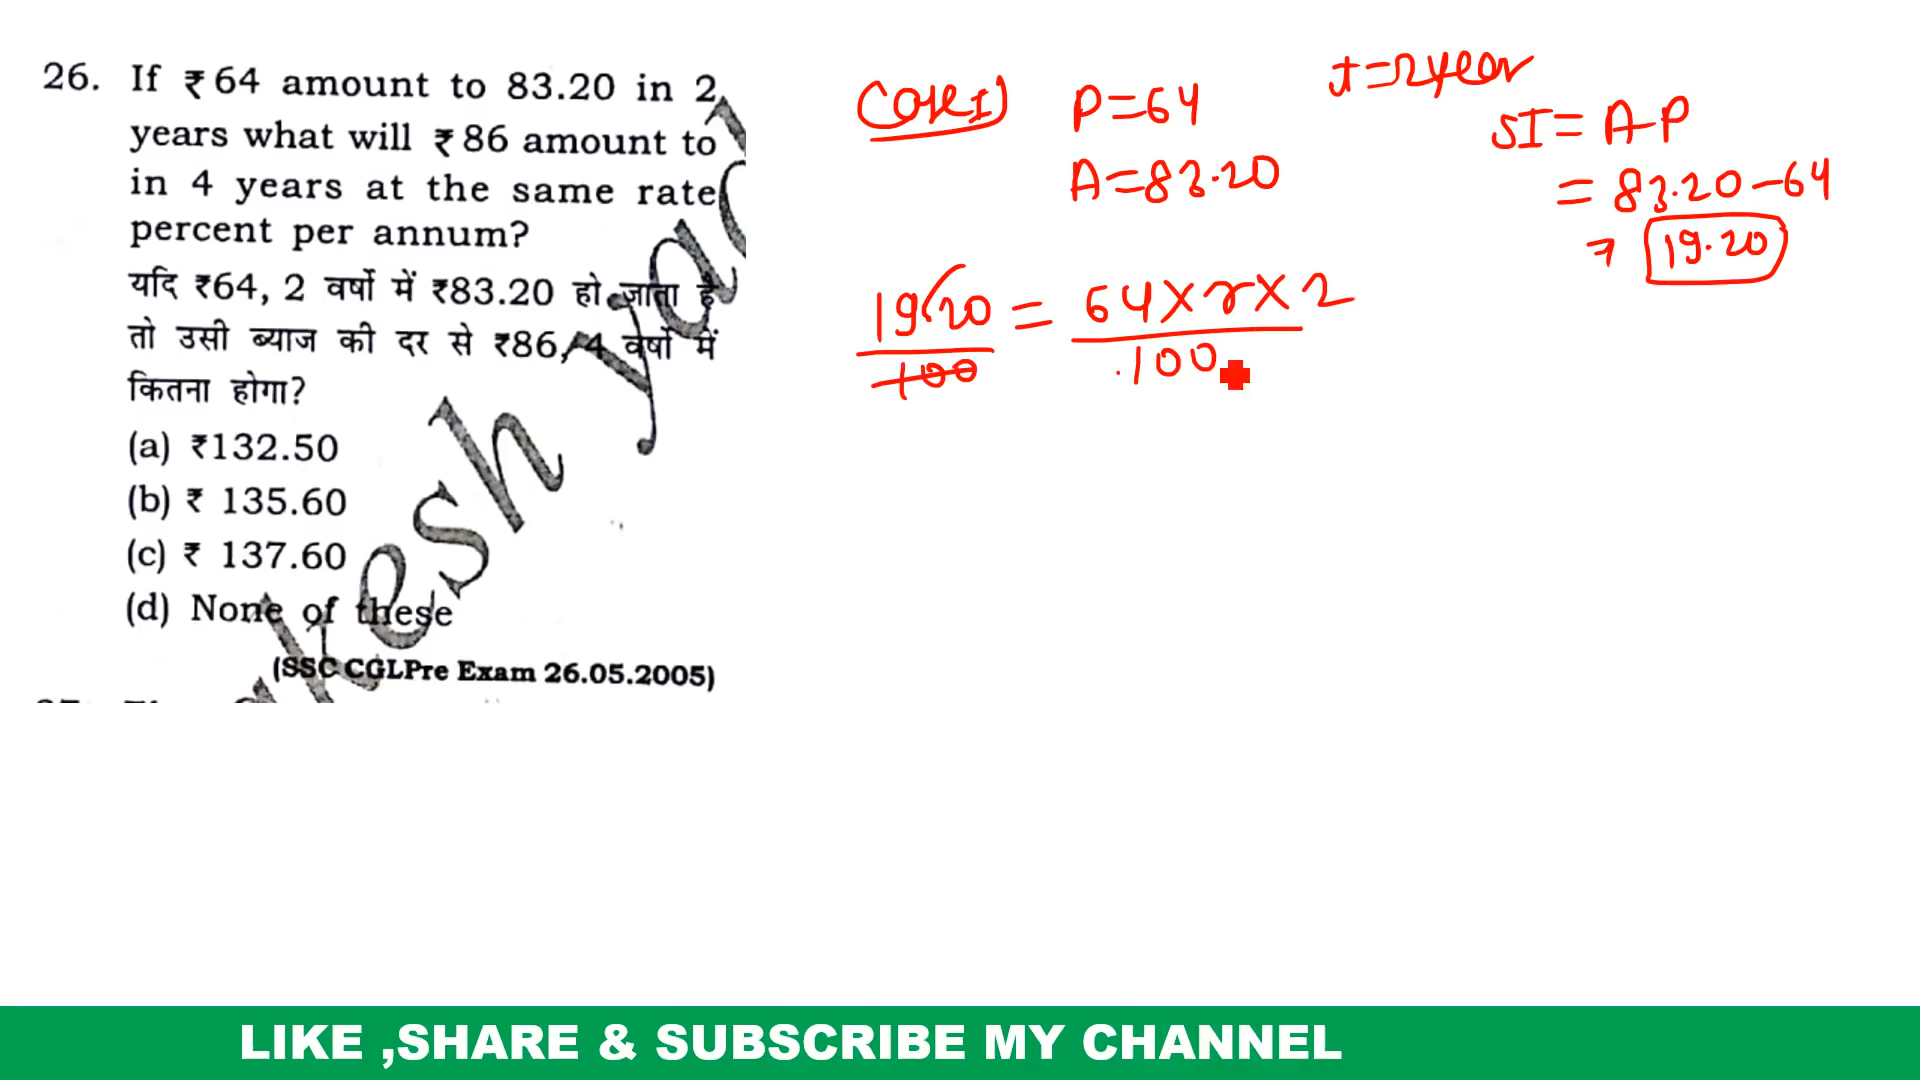 26. If ₹ 64 amount to 83.20 in 2
years what will ₹ 86 amount to
in 4 years at the same rate
percent per annum?
यदि ₹64, 2 वर्षो में ₹83.20 हो जाता है
तो उसी ब्याज की दर से ₹86, 4 वर्षो में
कितना होगा?
(a) ₹132.50
(b) ₹ 135.60
(c) ₹ 137.60
(d) None of these
(SSC CGLPre Exam 26.05.2005)
kesh yad
Case I)
P=64
A=83.20
t=2year
SI= A-P
= 83.20-64
= 19.20
1920/100 = 64×r×2/100
LIKE ,SHARE & SUBSCRIBE MY CHANNEL